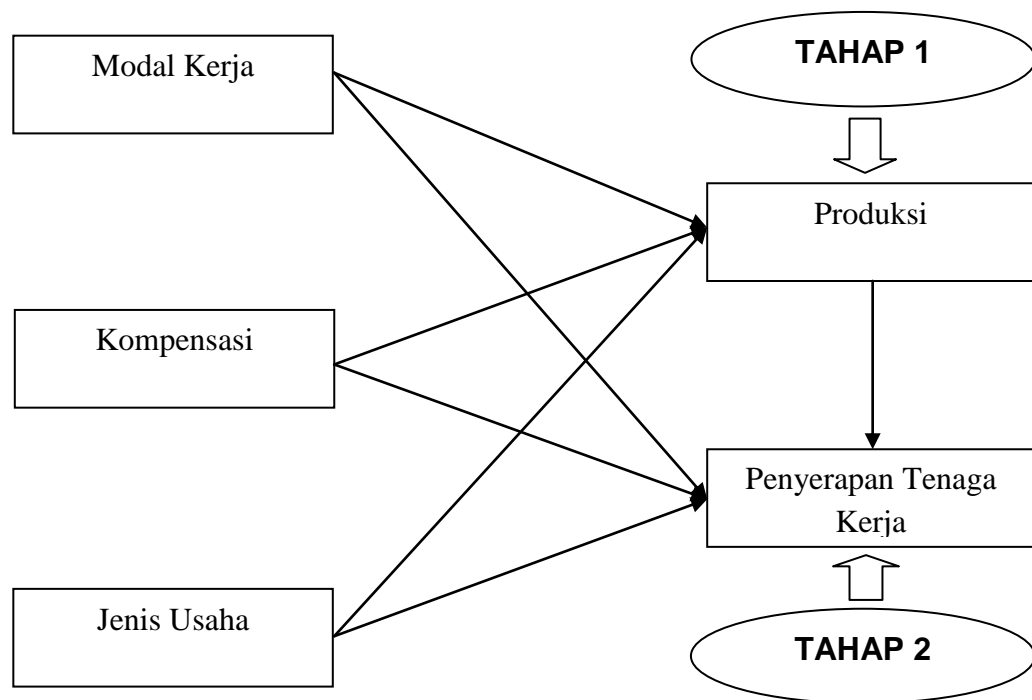 Modal Kerja
TAHAP 1
Produksi
Kompensasi
Penyerapan Tenaga
Kerja
Jenis Usaha
TAHAP 2